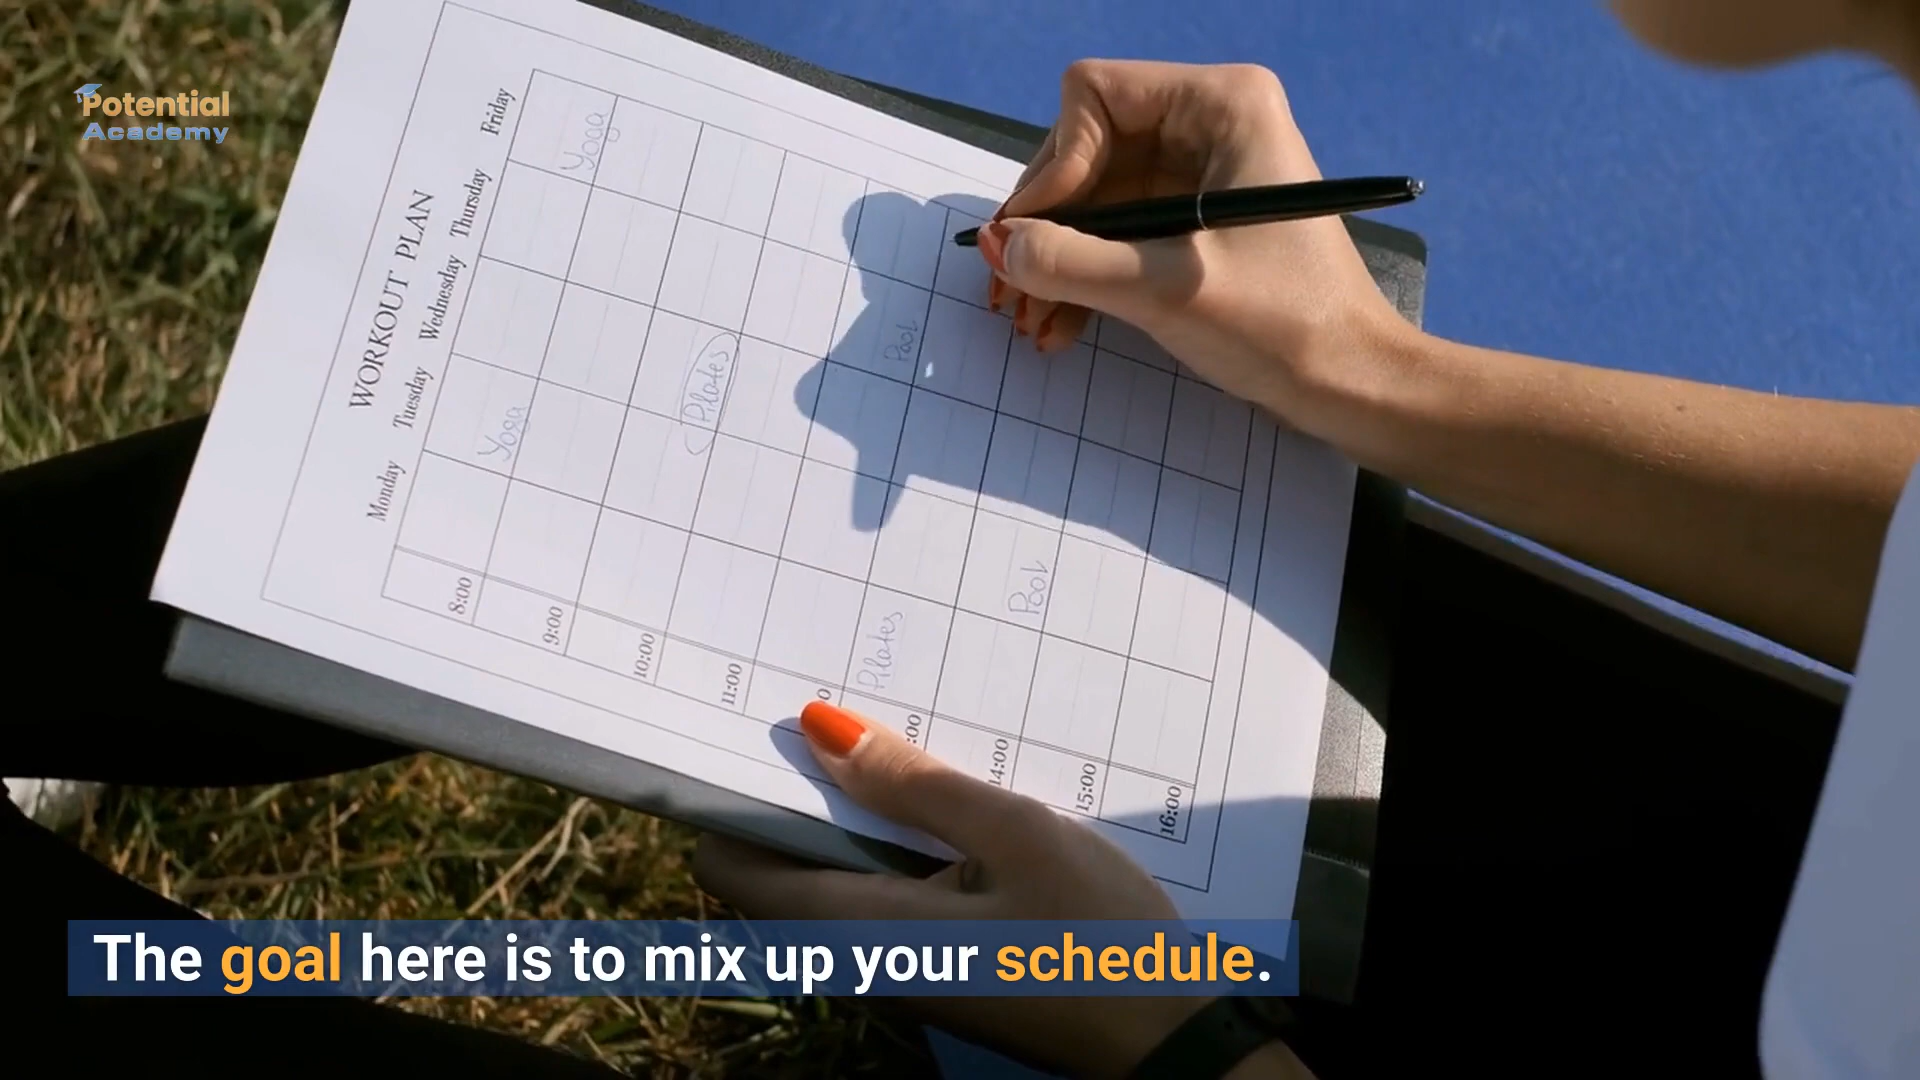 Potential
Academy
WORKOUT PLAN
Monday Tuesday Wednesday Thursday Friday
8:00 Yoga Yoga
9:00
10:00 Pilates
11:00
0
:00 Pilates Pool
14:00 Pool
15:00
16:00
The goal here is to mix up your schedule.